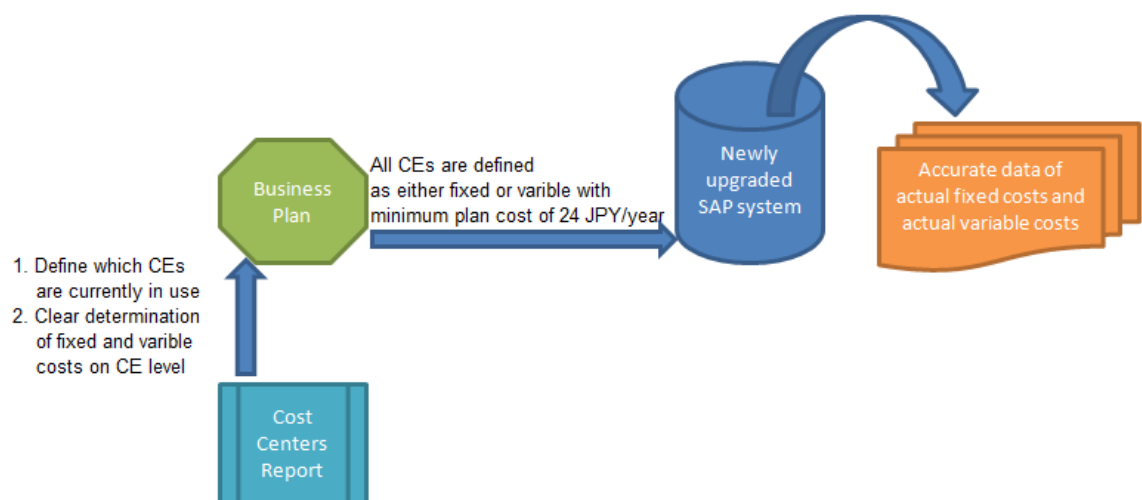 Business
Plan
All CEs are defined
as either fixed or varible with
minimum plan cost of 24 JPY/year
Newly
upgraded
SAP system
Accurate data of
actual fixed costs and
actual variable costs
1. Define which CEs
are currently in use
2. Clear determination
of fixed and varible
costs on CE level
Cost
Centers
Report